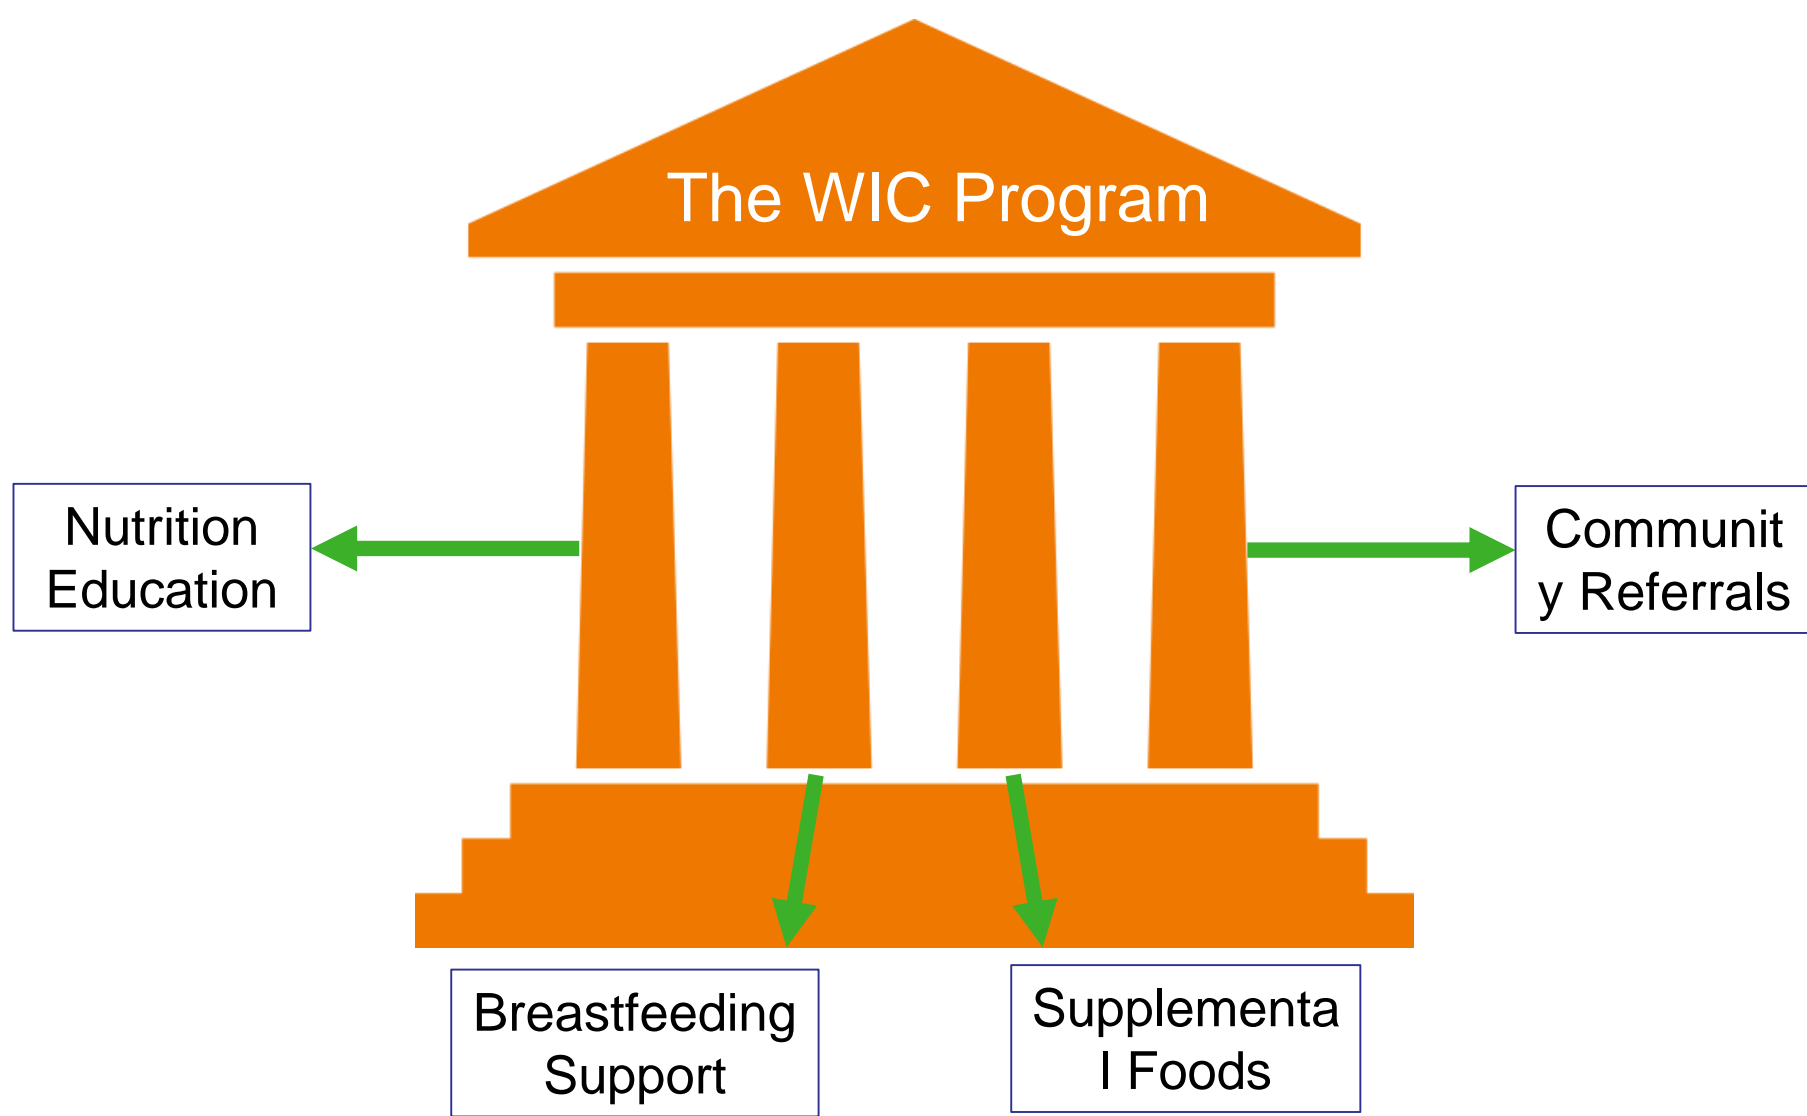 The WIC Program
Nutrition
Education
Communit
y Referrals
Breastfeeding
Support
Supplementa
l Foods